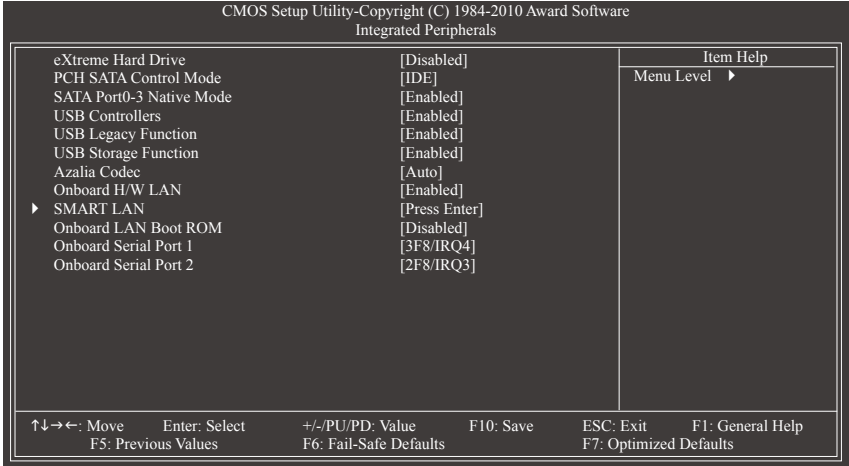 CMOS Setup Utility-Copyright (C) 1984-2010 Award Software
Integrated Peripherals
eXtreme Hard Drive [Disabled]
PCH SATA Control Mode [IDE]
SATA Port0-3 Native Mode [Enabled]
USB Controllers [Enabled]
USB Legacy Function [Enabled]
USB Storage Function [Enabled]
Azalia Codec [Auto]
Onboard H/W LAN [Enabled]
SMART LAN [Press Enter]
Onboard LAN Boot ROM [Disabled]
Onboard Serial Port 1 [3F8/IRQ4]
Onboard Serial Port 2 [2F8/IRQ3]
Item Help
Menu Level
↑↓→←: Move Enter: Select +/-/PU/PD: Value F10: Save ESC: Exit F1: General Help
F5: Previous Values F6: Fail-Safe Defaults F7: Optimized Defaults